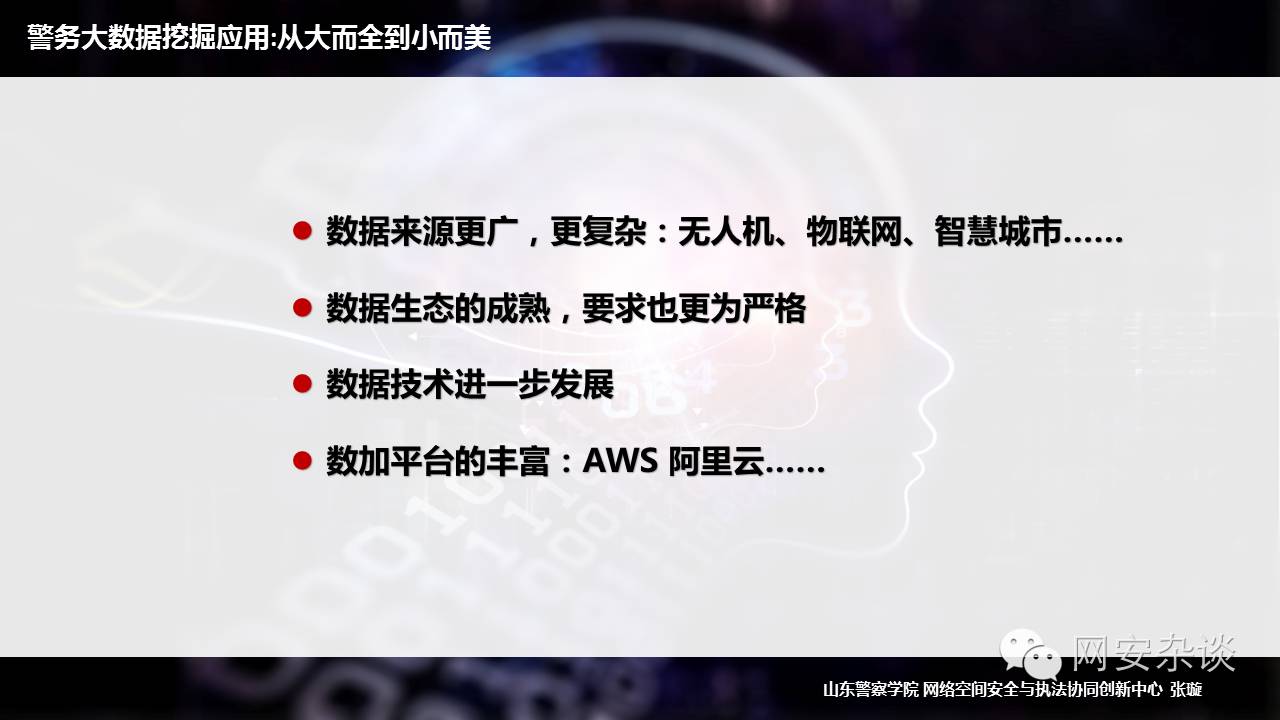 警务大数据挖掘应用:从大而全到小而美
数据来源更广，更复杂：无人机、物联网、智慧城市……
数据生态的成熟，要求也更为严格
数据技术进一步发展
数加平台的丰富：AWS 阿里云……
网安杂谈
山东警察学院 网络空间安全与执法协同创新中心 张璇